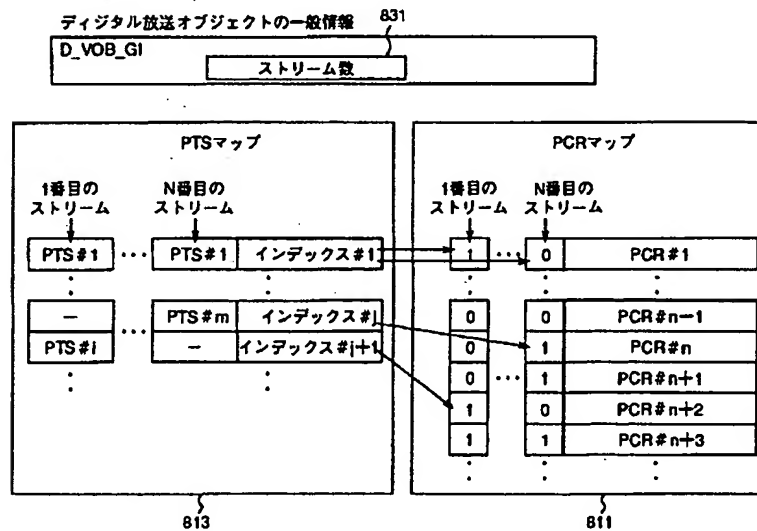 ディジタル放送オブジェクトの一般情報 831
D_VOB_GI
ストリーム数
PTSマップ PCRマップ
1番目の N番目の 1番目の N番目の
ストリーム ストリーム ストリーム ストリーム
PTS#1 … PTS#1 インデックス#1 1 … 0 PCR#1
— … PTS#m インデックス#j 0 0 PCR#n−1
PTS#i — インデックス#j+1 0 1 PCR#n
0 … 1 PCR#n+1
1 0 PCR#n+2
1 1 PCR#n+3
813 811